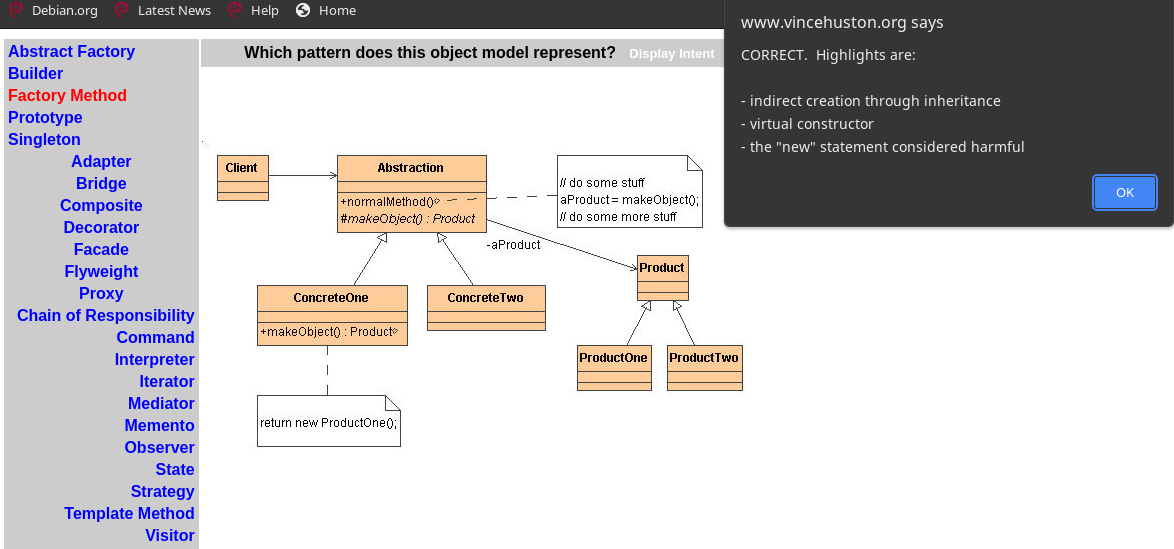 Debian.org
Latest News
Help
Home
Abstract Factory
Builder
Factory Method
Prototype
Singleton
Adapter
Bridge
Composite
Decorator
Facade
Flyweight
Proxy
Chain of Responsibility
Command
Interpreter
Iterator
Mediator
Memento
Observer
State
Strategy
Template Method
Visitor
Which pattern does this object model represent? Display Intent
Client
Abstraction
+normalMethod()
#makeObject() : Product
// do some stuff
aProduct = makeObject();
// do some more stuff
-aProduct
Product
ConcreteOne
+makeObject() : Product
ConcreteTwo
ProductOne
ProductTwo
return new ProductOne();
www.vincehuston.org says
CORRECT.  Highlights are:
- indirect creation through inheritance
- virtual constructor
- the "new" statement considered harmful
OK